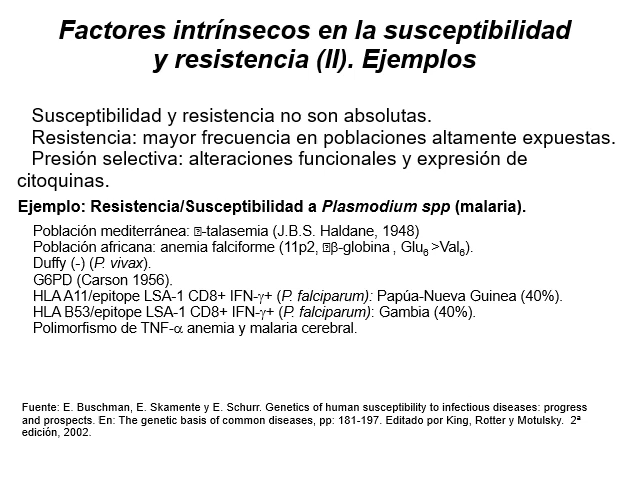 Factores intrínsecos en la susceptibilidad
y resistencia (II). Ejemplos
Susceptibilidad y resistencia no son absolutas.
Resistencia: mayor frecuencia en poblaciones altamente expuestas.
Presión selectiva: alteraciones funcionales y expresión de
citoquinas.
Ejemplo: Resistencia/Susceptibilidad a Plasmodium spp (malaria).
Población mediterránea: -talasemia (J.B.S. Haldane, 1948)
Población africana: anemia falciforme (11p2, β-globina , Glu6 >Val6).
Duffy (-) (P. vivax).
G6PD (Carson 1956).
HLA A11/epitope LSA-1 CD8+ IFN-γ+ (P. falciparum): Papúa-Nueva Guinea (40%).
HLA B53/epitope LSA-1 CD8+ IFN-γ+ (P. falciparum): Gambia (40%).
Polimorfismo de TNF-α anemia y malaria cerebral.
Fuente: E. Buschman, E. Skamente y E. Schurr. Genetics of human susceptibility to infectious diseases: progress
and prospects. En: The genetic basis of common diseases, pp: 181-197. Editado por King, Rotter y Motulsky. 2ª
edición, 2002.